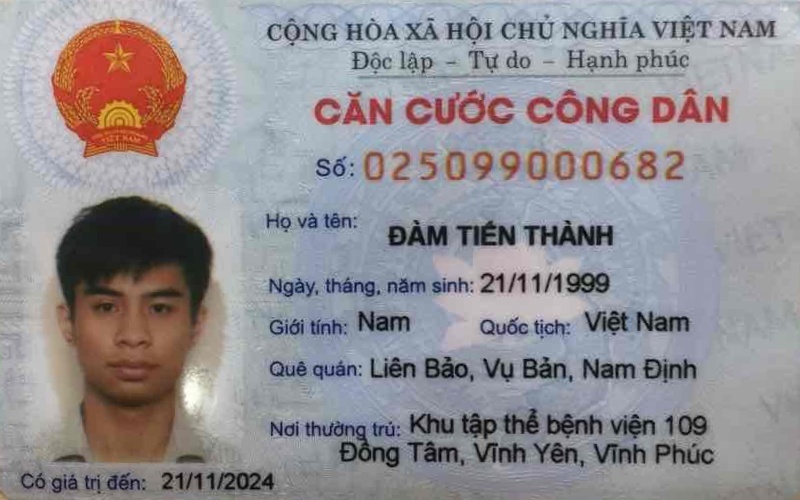 CỘNG HÒA XÃ HỘI CHỦ NGHĨA VIỆT NAM
Độc lập - Tự do - Hạnh phúc
CĂN CƯỚC CÔNG DÂN
Số: 025099000682
Họ và tên: ĐÀM TIẾN THÀNH
Ngày, tháng, năm sinh: 21/11/1999
Giới tính: Nam Quốc tịch: Việt Nam
Quê quán: Liên Bảo, Vụ Bản, Nam Định
Nơi thường trú: Khu tập thể bệnh viện 109
Đồng Tâm, Vĩnh Yên, Vĩnh Phúc
Có giá trị đến: 21/11/2024